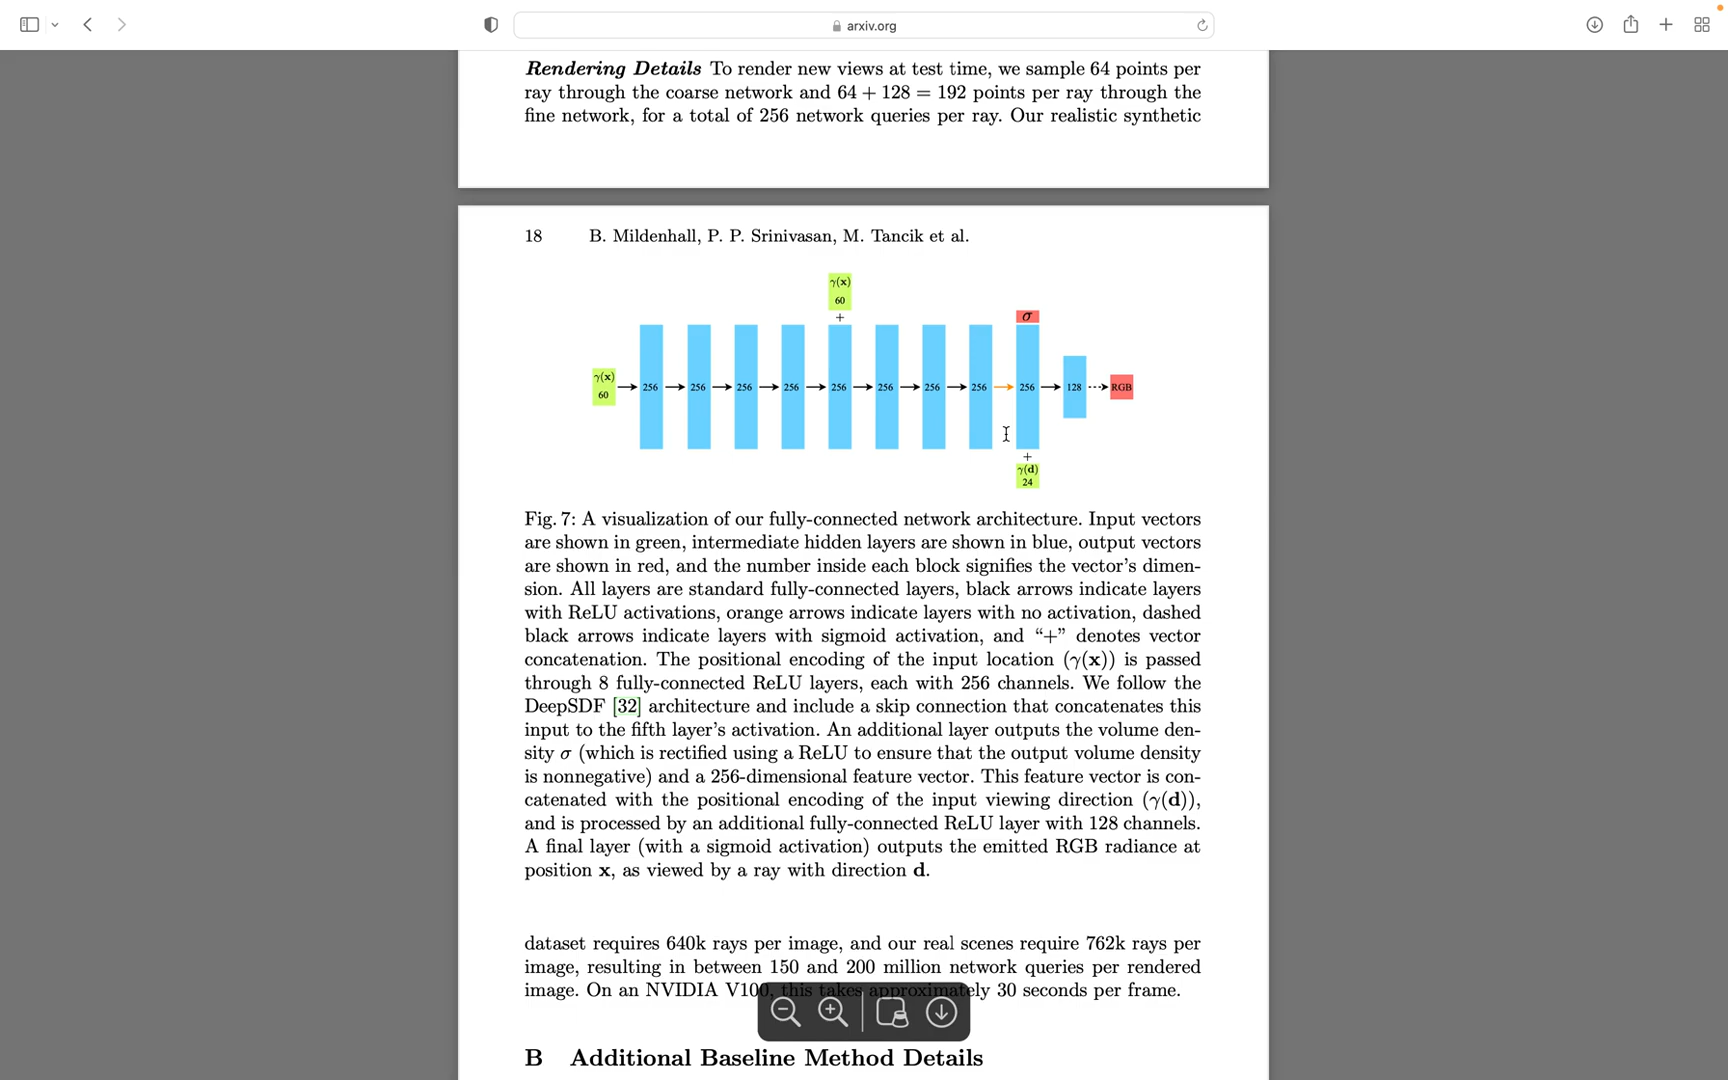 arxiv.org
Rendering Details To render new views at test time, we sample 64 points per
ray through the coarse network and 64 + 128 = 192 points per ray through the
fine network, for a total of 256 network queries per ray. Our realistic synthetic
18 B. Mildenhall, P. P. Srinivasan, M. Tancik et al.
γ(x)
60
+
σ
γ(x)
60
256 256 256 256 256 256 256 256 256 128 RGB
+
γ(d)
24
Fig. 7: A visualization of our fully-connected network architecture. Input vectors
are shown in green, intermediate hidden layers are shown in blue, output vectors
are shown in red, and the number inside each block signifies the vector's dimen-
sion. All layers are standard fully-connected layers, black arrows indicate layers
with ReLU activations, orange arrows indicate layers with no activation, dashed
black arrows indicate layers with sigmoid activation, and “+” denotes vector
concatenation. The positional encoding of the input location (γ(x)) is passed
through 8 fully-connected ReLU layers, each with 256 channels. We follow the
DeepSDF [32] architecture and include a skip connection that concatenates this
input to the fifth layer's activation. An additional layer outputs the volume den-
sity σ (which is rectified using a ReLU to ensure that the output volume density
is nonnegative) and a 256-dimensional feature vector. This feature vector is con-
catenated with the positional encoding of the input viewing direction (γ(d)),
and is processed by an additional fully-connected ReLU layer with 128 channels.
A final layer (with a sigmoid activation) outputs the emitted RGB radiance at
position x, as viewed by a ray with direction d.
dataset requires 640k rays per image, and our real scenes require 762k rays per
image, resulting in between 150 and 200 million network queries per rendered
image. On an NVIDIA V100, this takes approximately 30 seconds per frame.
B Additional Baseline Method Details